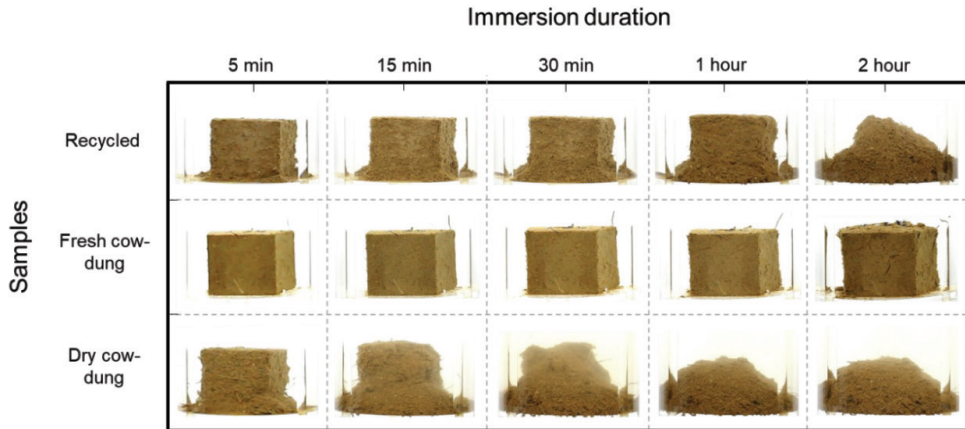 Immersion duration
5 min
15 min
30 min
1 hour
2 hour
Samples
Recycled
Fresh cow-
dung
Dry cow-
dung